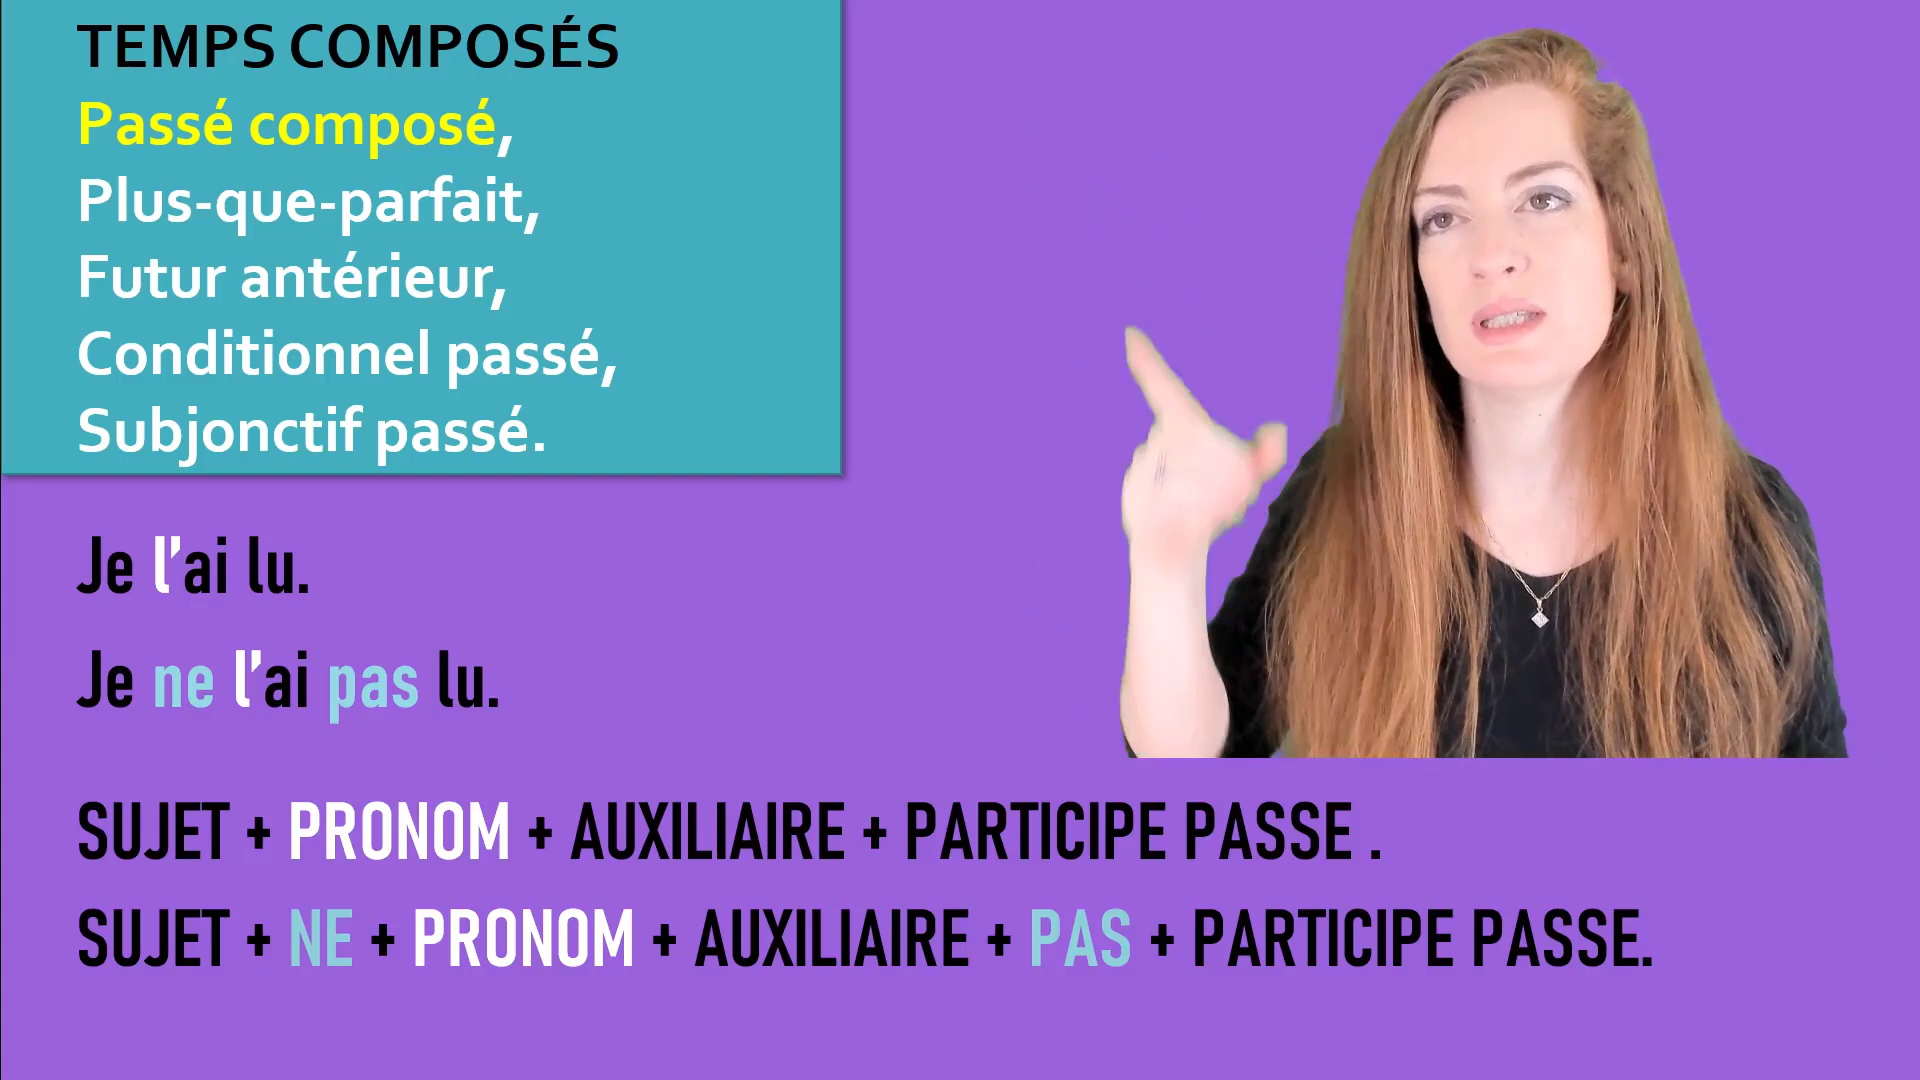 TEMPS COMPOSÉS
Passé composé,
Plus-que-parfait,
Futur antérieur,
Conditionnel passé,
Subjonctif passé.
Je l'ai lu.
Je ne l'ai pas lu.
SUJET + PRONOM + AUXILIAIRE + PARTICIPE PASSE .
SUJET + NE + PRONOM + AUXILIAIRE + PAS + PARTICIPE PASSE.